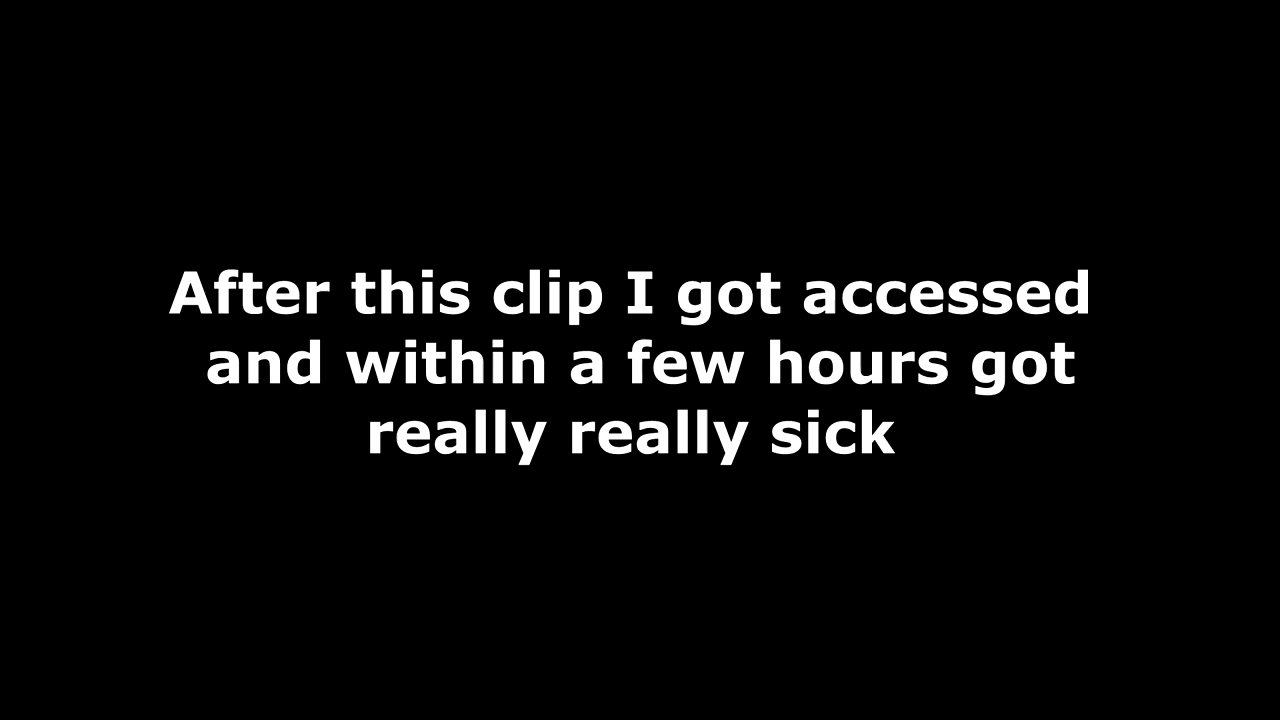 After this clip I got accessed
and within a few hours got
really really sick